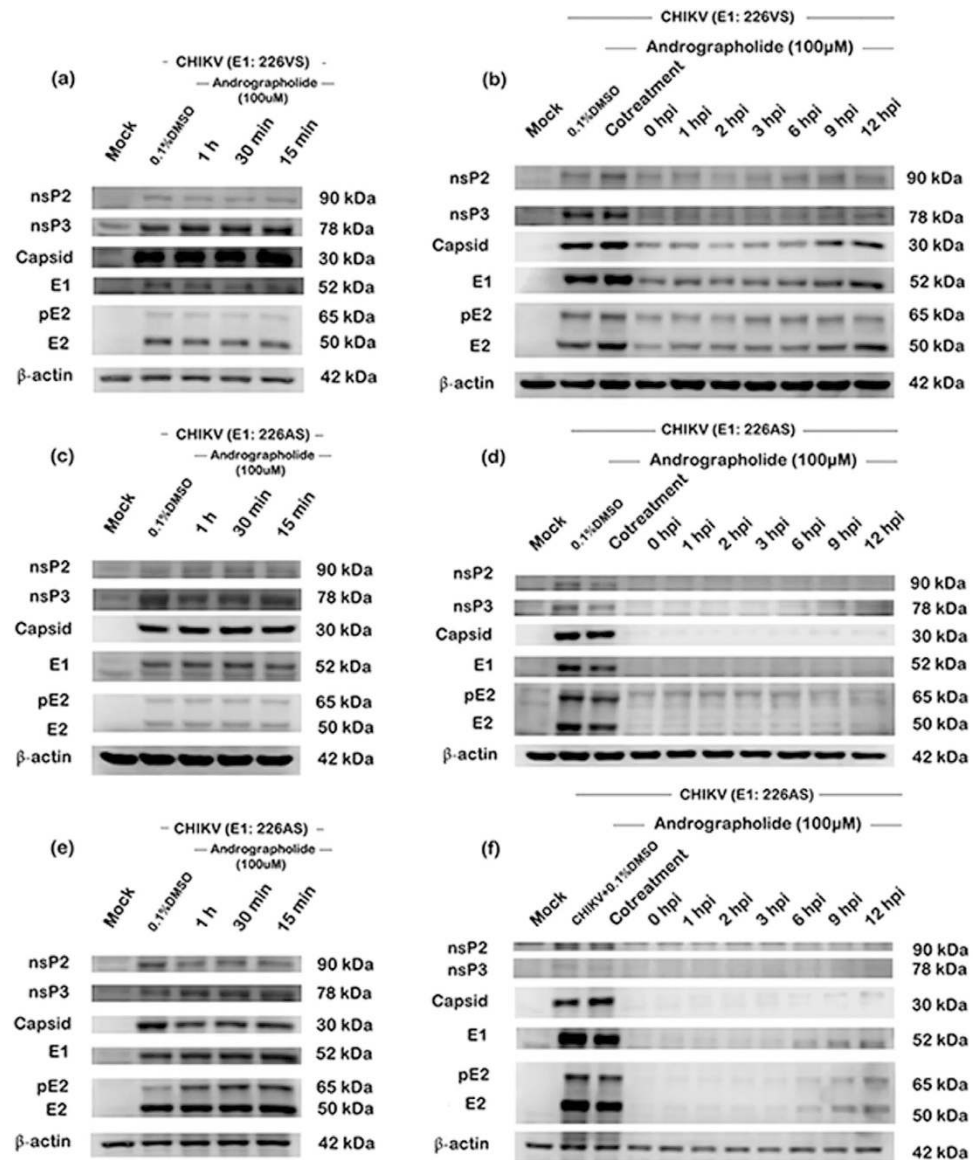 (a)
- CHIKV (E1: 226VS) -
— Andrographolide —
(100uM)
Mock
0.1%DMSO
1 h
30 min
15 min
nsP2 90 kDa
nsP3 78 kDa
Capsid 30 kDa
E1 52 kDa
pE2 65 kDa
E2 50 kDa
β-actin 42 kDa
(b)
CHIKV (E1: 226VS)
Andrographolide (100µM)
Mock
0.1%DMSO
Cotreatment
0 hpi
1 hpi
2 hpi
3 hpi
6 hpi
9 hpi
12 hpi
nsP2 90 kDa
nsP3 78 kDa
Capsid 30 kDa
E1 52 kDa
pE2 65 kDa
E2 50 kDa
β-actin 42 kDa
(c)
- CHIKV (E1: 226AS) -
— Andrographolide —
(100uM)
Mock
0.1%DMSO
1 h
30 min
15 min
nsP2 90 kDa
nsP3 78 kDa
Capsid 30 kDa
E1 52 kDa
pE2 65 kDa
E2 50 kDa
β-actin 42 kDa
(d)
CHIKV (E1: 226AS)
Andrographolide (100µM)
Mock
0.1%DMSO
Cotreatment
0 hpi
1 hpi
2 hpi
3 hpi
6 hpi
9 hpi
12 hpi
nsP2 90 kDa
nsP3 78 kDa
Capsid 30 kDa
E1 52 kDa
pE2 65 kDa
E2 50 kDa
β-actin 42 kDa
(e)
- CHIKV (E1: 226AS) -
— Andrographolide —
(100uM)
Mock
0.1%DMSO
1 h
30 min
15 min
nsP2 90 kDa
nsP3 78 kDa
Capsid 30 kDa
E1 52 kDa
pE2 65 kDa
E2 50 kDa
β-actin 42 kDa
(f)
CHIKV (E1: 226AS)
Andrographolide (100µM)
Mock
CHIKV+0.1%DMSO
Cotreatment
0 hpi
1 hpi
2 hpi
3 hpi
6 hpi
9 hpi
12 hpi
nsP2 90 kDa
nsP3 78 kDa
Capsid 30 kDa
E1 52 kDa
pE2 65 kDa
E2 50 kDa
β-actin 42 kDa